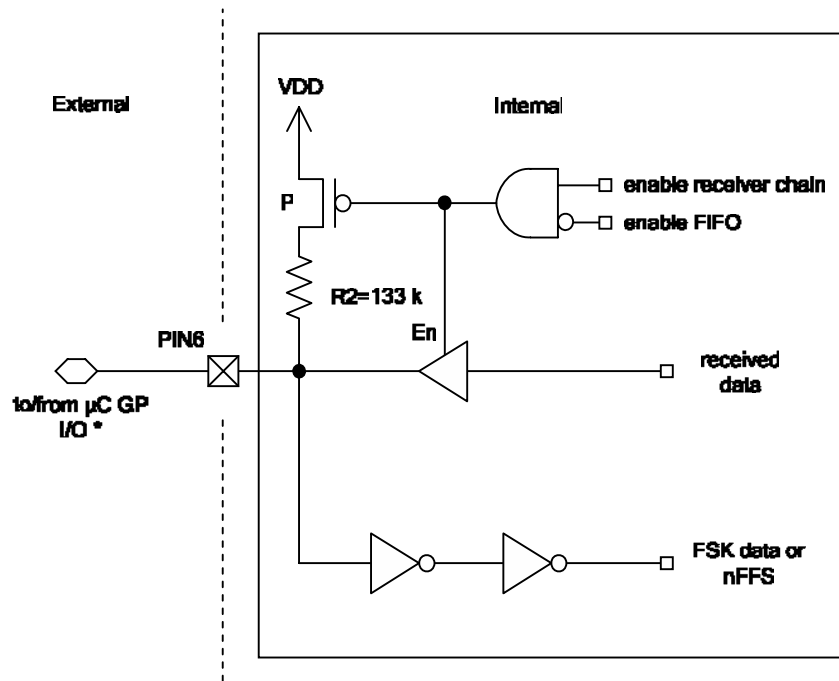 External
VDD
Internal
P
enable receiver chain
enable FIFO
R2=133 k
En
PIN6
received
data
to/from µC GP
I/O *
FSK data or
nFFS